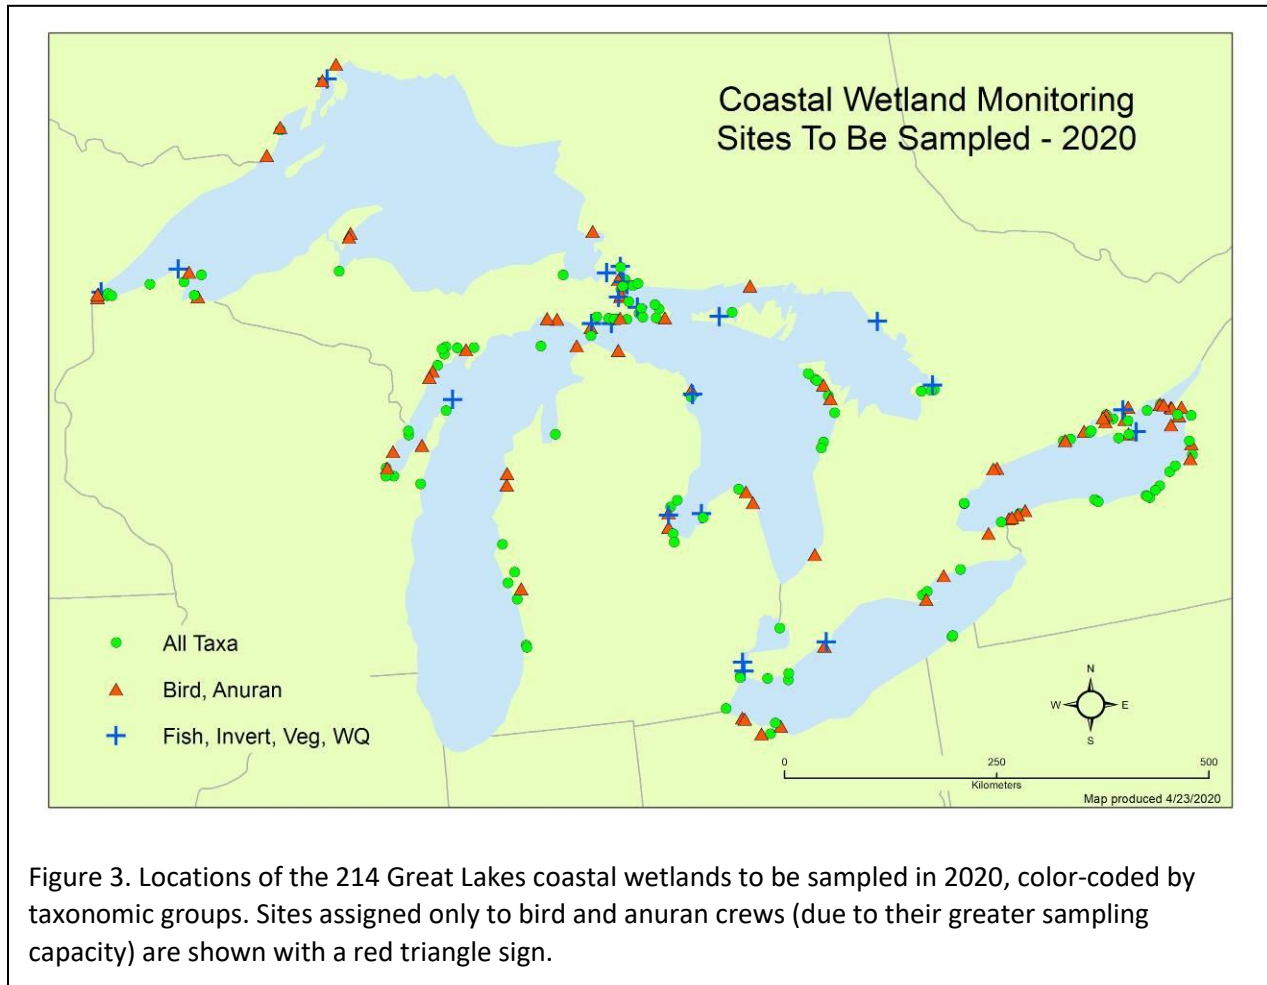 Coastal Wetland Monitoring
Sites To Be Sampled - 2020
All Taxa
Bird, Anuran
Fish, Invert, Veg, WQ
N
W E
S
0 250 500
Kilometers
Map produced 4/23/2020
Figure 3. Locations of the 214 Great Lakes coastal wetlands to be sampled in 2020, color-coded by
taxonomic groups. Sites assigned only to bird and anuran crews (due to their greater sampling
capacity) are shown with a red triangle sign.